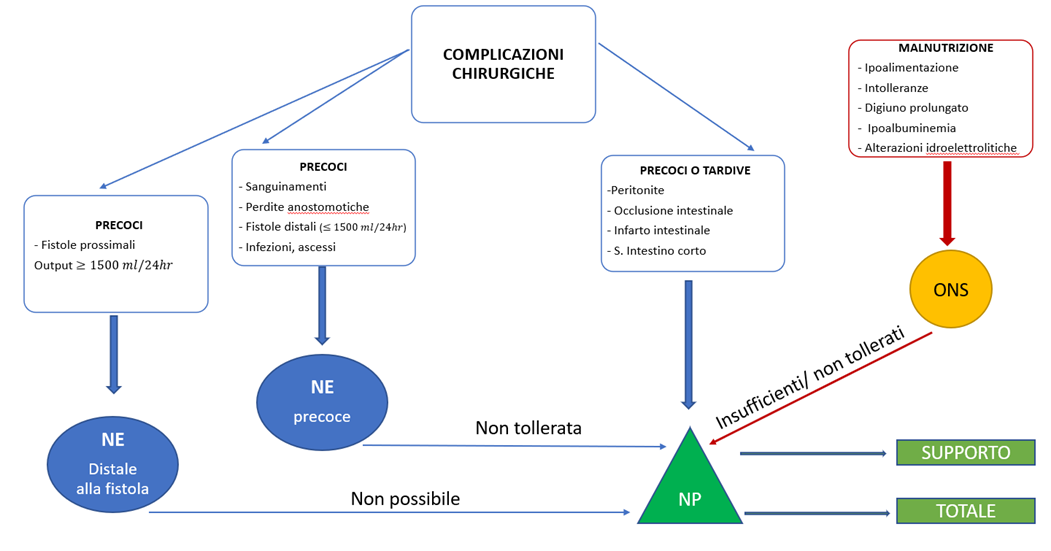 COMPLICAZIONI
CHIRURGICHE
MALNUTRIZIONE
- Ipoalimentazione
- Intolleranze
- Digiuno prolungato
- Ipoalbuminemia
- Alterazioni idroelettrolitiche
PRECOCI
- Fistole prossimali
Output ≥ 1500 ml/24hr
PRECOCI
- Sanguinamenti
- Perdite anostomotiche
- Fistole distali (≤ 1500 ml/24hr)
- Infezioni, ascessi
PRECOCI O TARDIVE
-Peritonite
- Occlusione intestinale
- Infarto intestinale
- S. Intestino corto
ONS
Insufficienti/ non tollerati
NE
precoce
NE
Distale
alla fistola
Non tollerata
Non possibile
NP
SUPPORTO
TOTALE